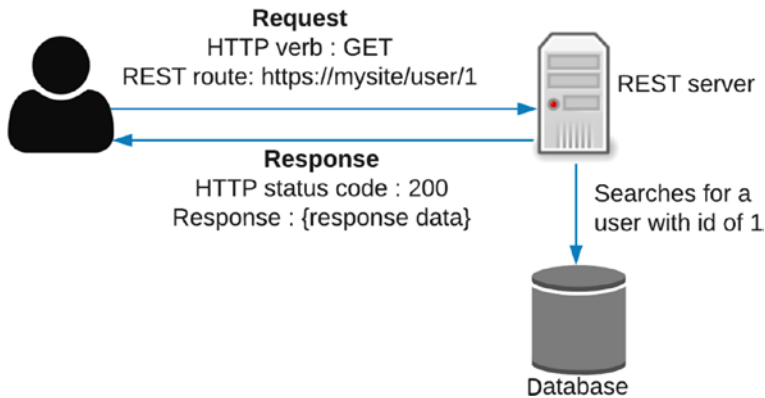 Request
HTTP verb : GET
REST route: https://mysite/user/1
REST server
Response
HTTP status code : 200
Response : {response data}
Searches for a
user with id of 1
Database